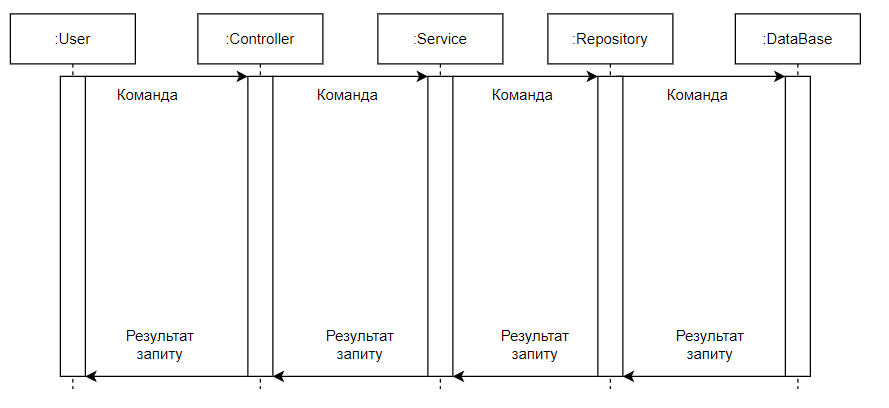 :User
:Controller
:Service
:Repository
:DataBase
Команда
Команда
Команда
Команда
Результат
запиту
Результат
запиту
Результат
запиту
Результат
запиту